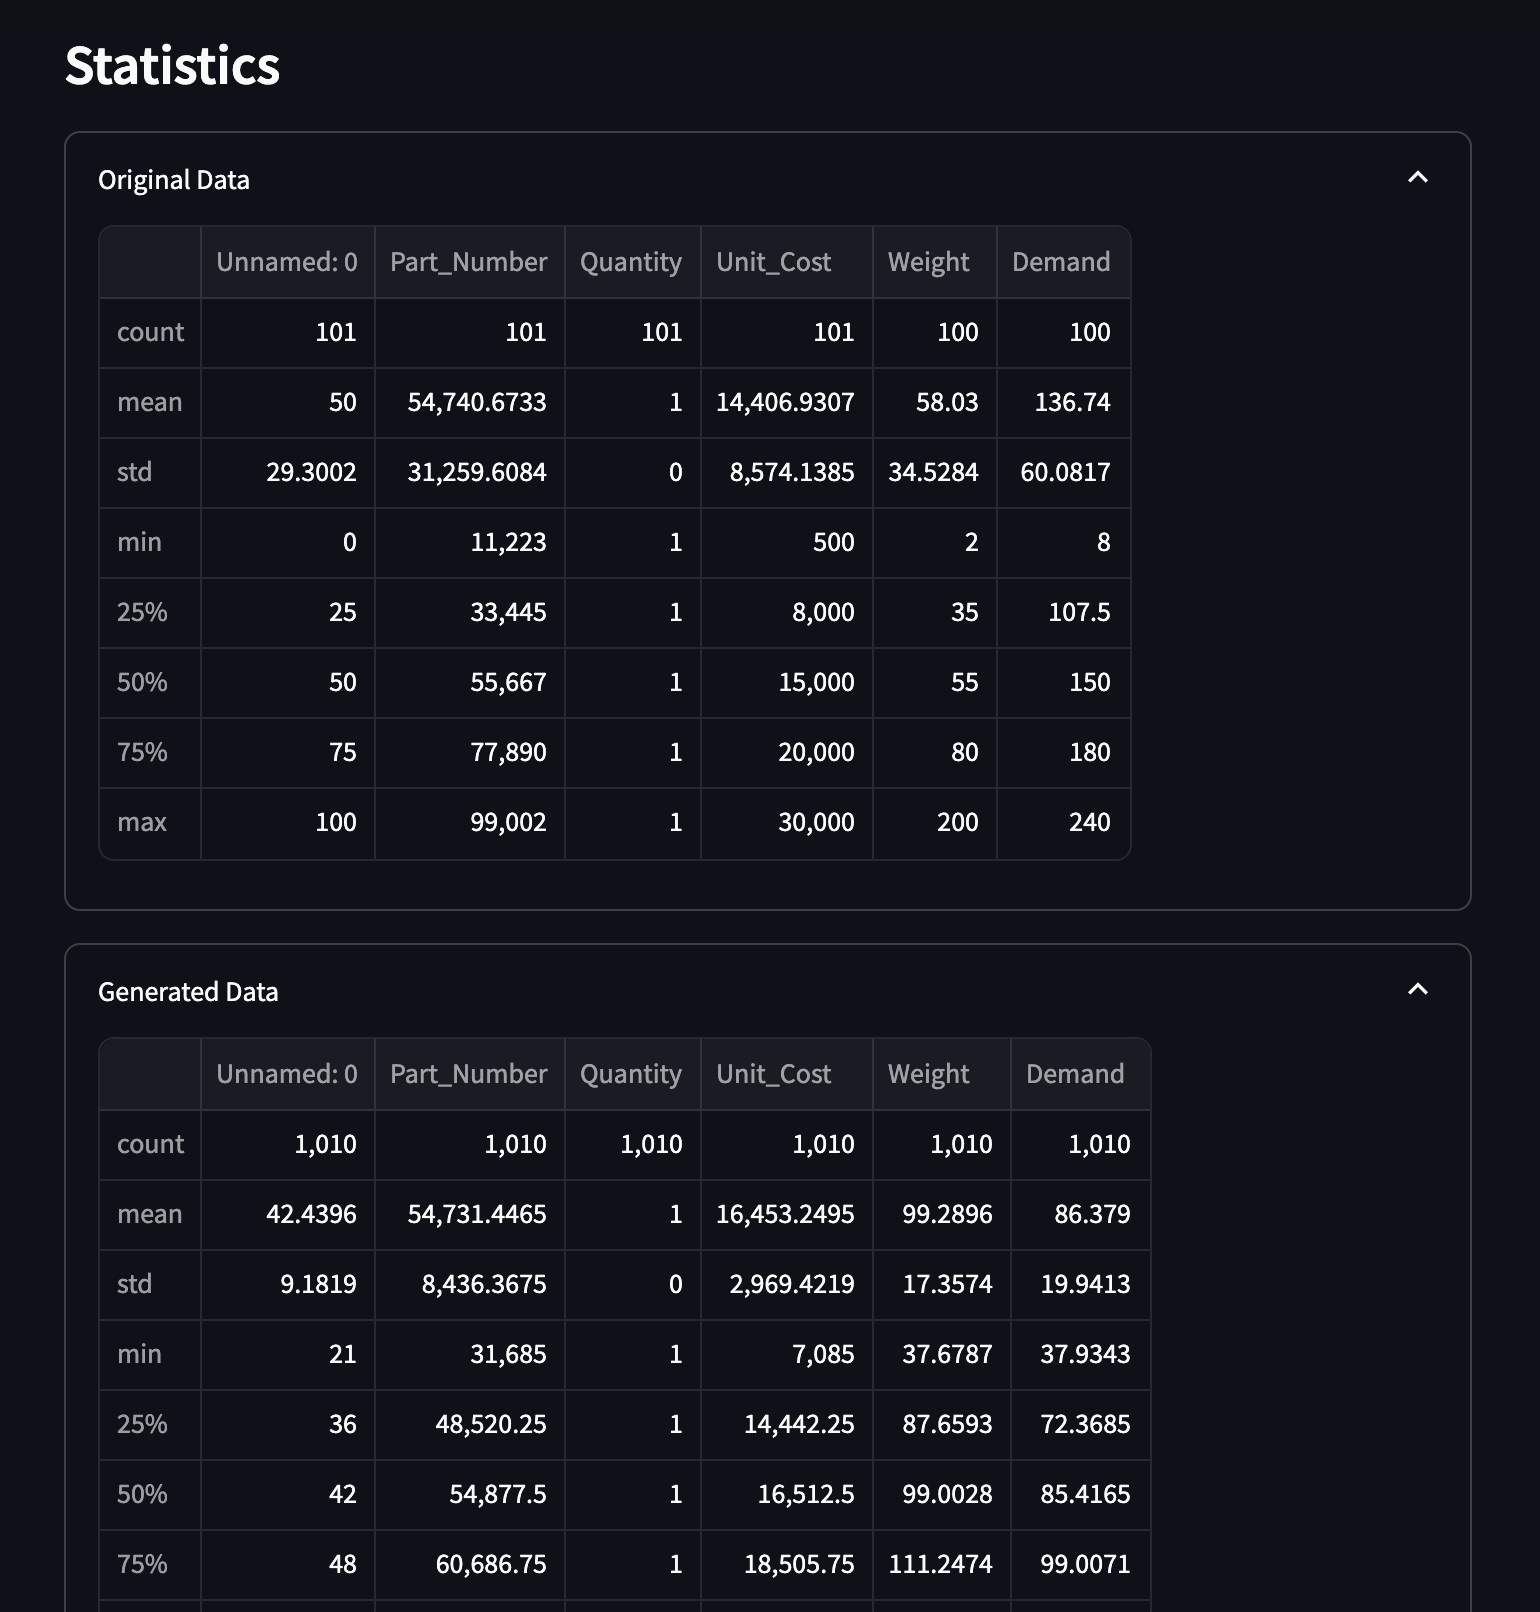 Statistics
Original Data
Unnamed: 0 Part_Number Quantity Unit_Cost Weight Demand
count 101 101 101 101 100 100
mean 50 54,740.6733 1 14,406.9307 58.03 136.74
std 29.3002 31,259.6084 0 8,574.1385 34.5284 60.0817
min 0 11,223 1 500 2 8
25% 25 33,445 1 8,000 35 107.5
50% 50 55,667 1 15,000 55 150
75% 75 77,890 1 20,000 80 180
max 100 99,002 1 30,000 200 240
Generated Data
Unnamed: 0 Part_Number Quantity Unit_Cost Weight Demand
count 1,010 1,010 1,010 1,010 1,010 1,010
mean 42.4396 54,731.4465 1 16,453.2495 99.2896 86.379
std 9.1819 8,436.3675 0 2,969.4219 17.3574 19.9413
min 21 31,685 1 7,085 37.6787 37.9343
25% 36 48,520.25 1 14,442.25 87.6593 72.3685
50% 42 54,877.5 1 16,512.5 99.0028 85.4165
75% 48 60,686.75 1 18,505.75 111.2474 99.0071